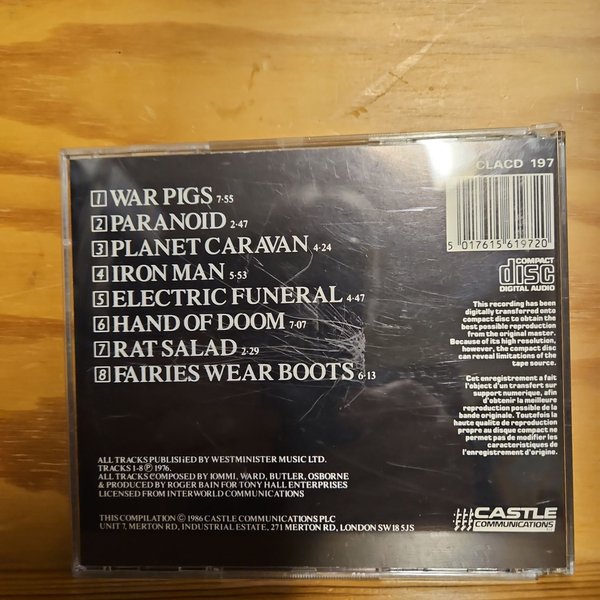 1 WAR PIGS 7·55
2 PARANOID 2·47
3 PLANET CARAVAN 4·24
4 IRON MAN 5·53
5 ELECTRIC FUNERAL 4·47
6 HAND OF DOOM 7·07
7 RAT SALAD 2·29
8 FAIRIES WEAR BOOTS 6·13
ALL TRACKS PUBLISHED BY WESTMINISTER MUSIC LTD.
TRACKS 1-8 ℗ 1976.
ALL TRACKS COMPOSED BY IOMMI, WARD, BUTLER, OSBORNE
& PRODUCED BY ROGER BAIN FOR TONY HALL ENTERPRISES
LICENSED FROM INTERWORLD COMMUNICATIONS
THIS COMPILATION © 1986 CASTLE COMMUNICATIONS PLC
UNIT 7, MERTON RD, INDUSTRIAL ESTATE, 271 MERTON RD, LONDON SW18 5JS
CLACD 197
5 017615 619720
COMPACT
disc
DIGITAL AUDIO
This recording has been
digitally transferred onto
compact disc to obtain the
best possible reproduction
from the original master.
Because of its high resolution,
however, the compact disc
can reveal limitations of the
tape source.
Cet enregistrement a fait
l'object d'un transfert sur
support numerique, afin
d'obtenir la meilleure
reproduction possible de la
bande originale. Toutefois la
haute qualite de reproduction
propre au disque compact ne
permet pas de modifier les
caracteristiques de
l'enregistrement d'origine.
CASTLE
COMMUNICATIONS